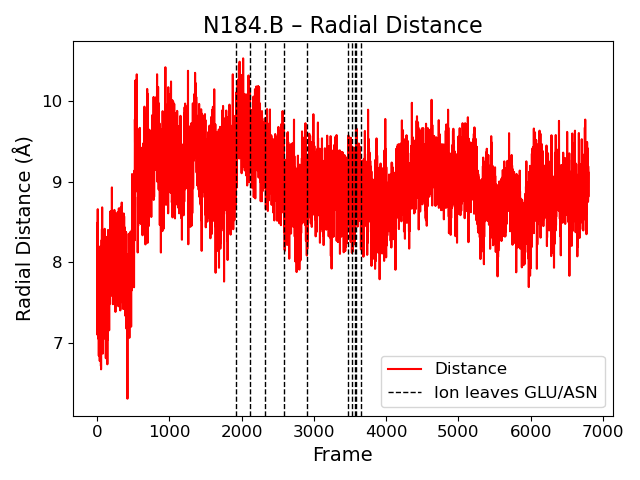 N184.B – Radial Distance
Radial Distance (Å)
10
9
8
7
0 1000 2000 3000 4000 5000 6000 7000
Frame
Distance
Ion leaves GLU/ASN